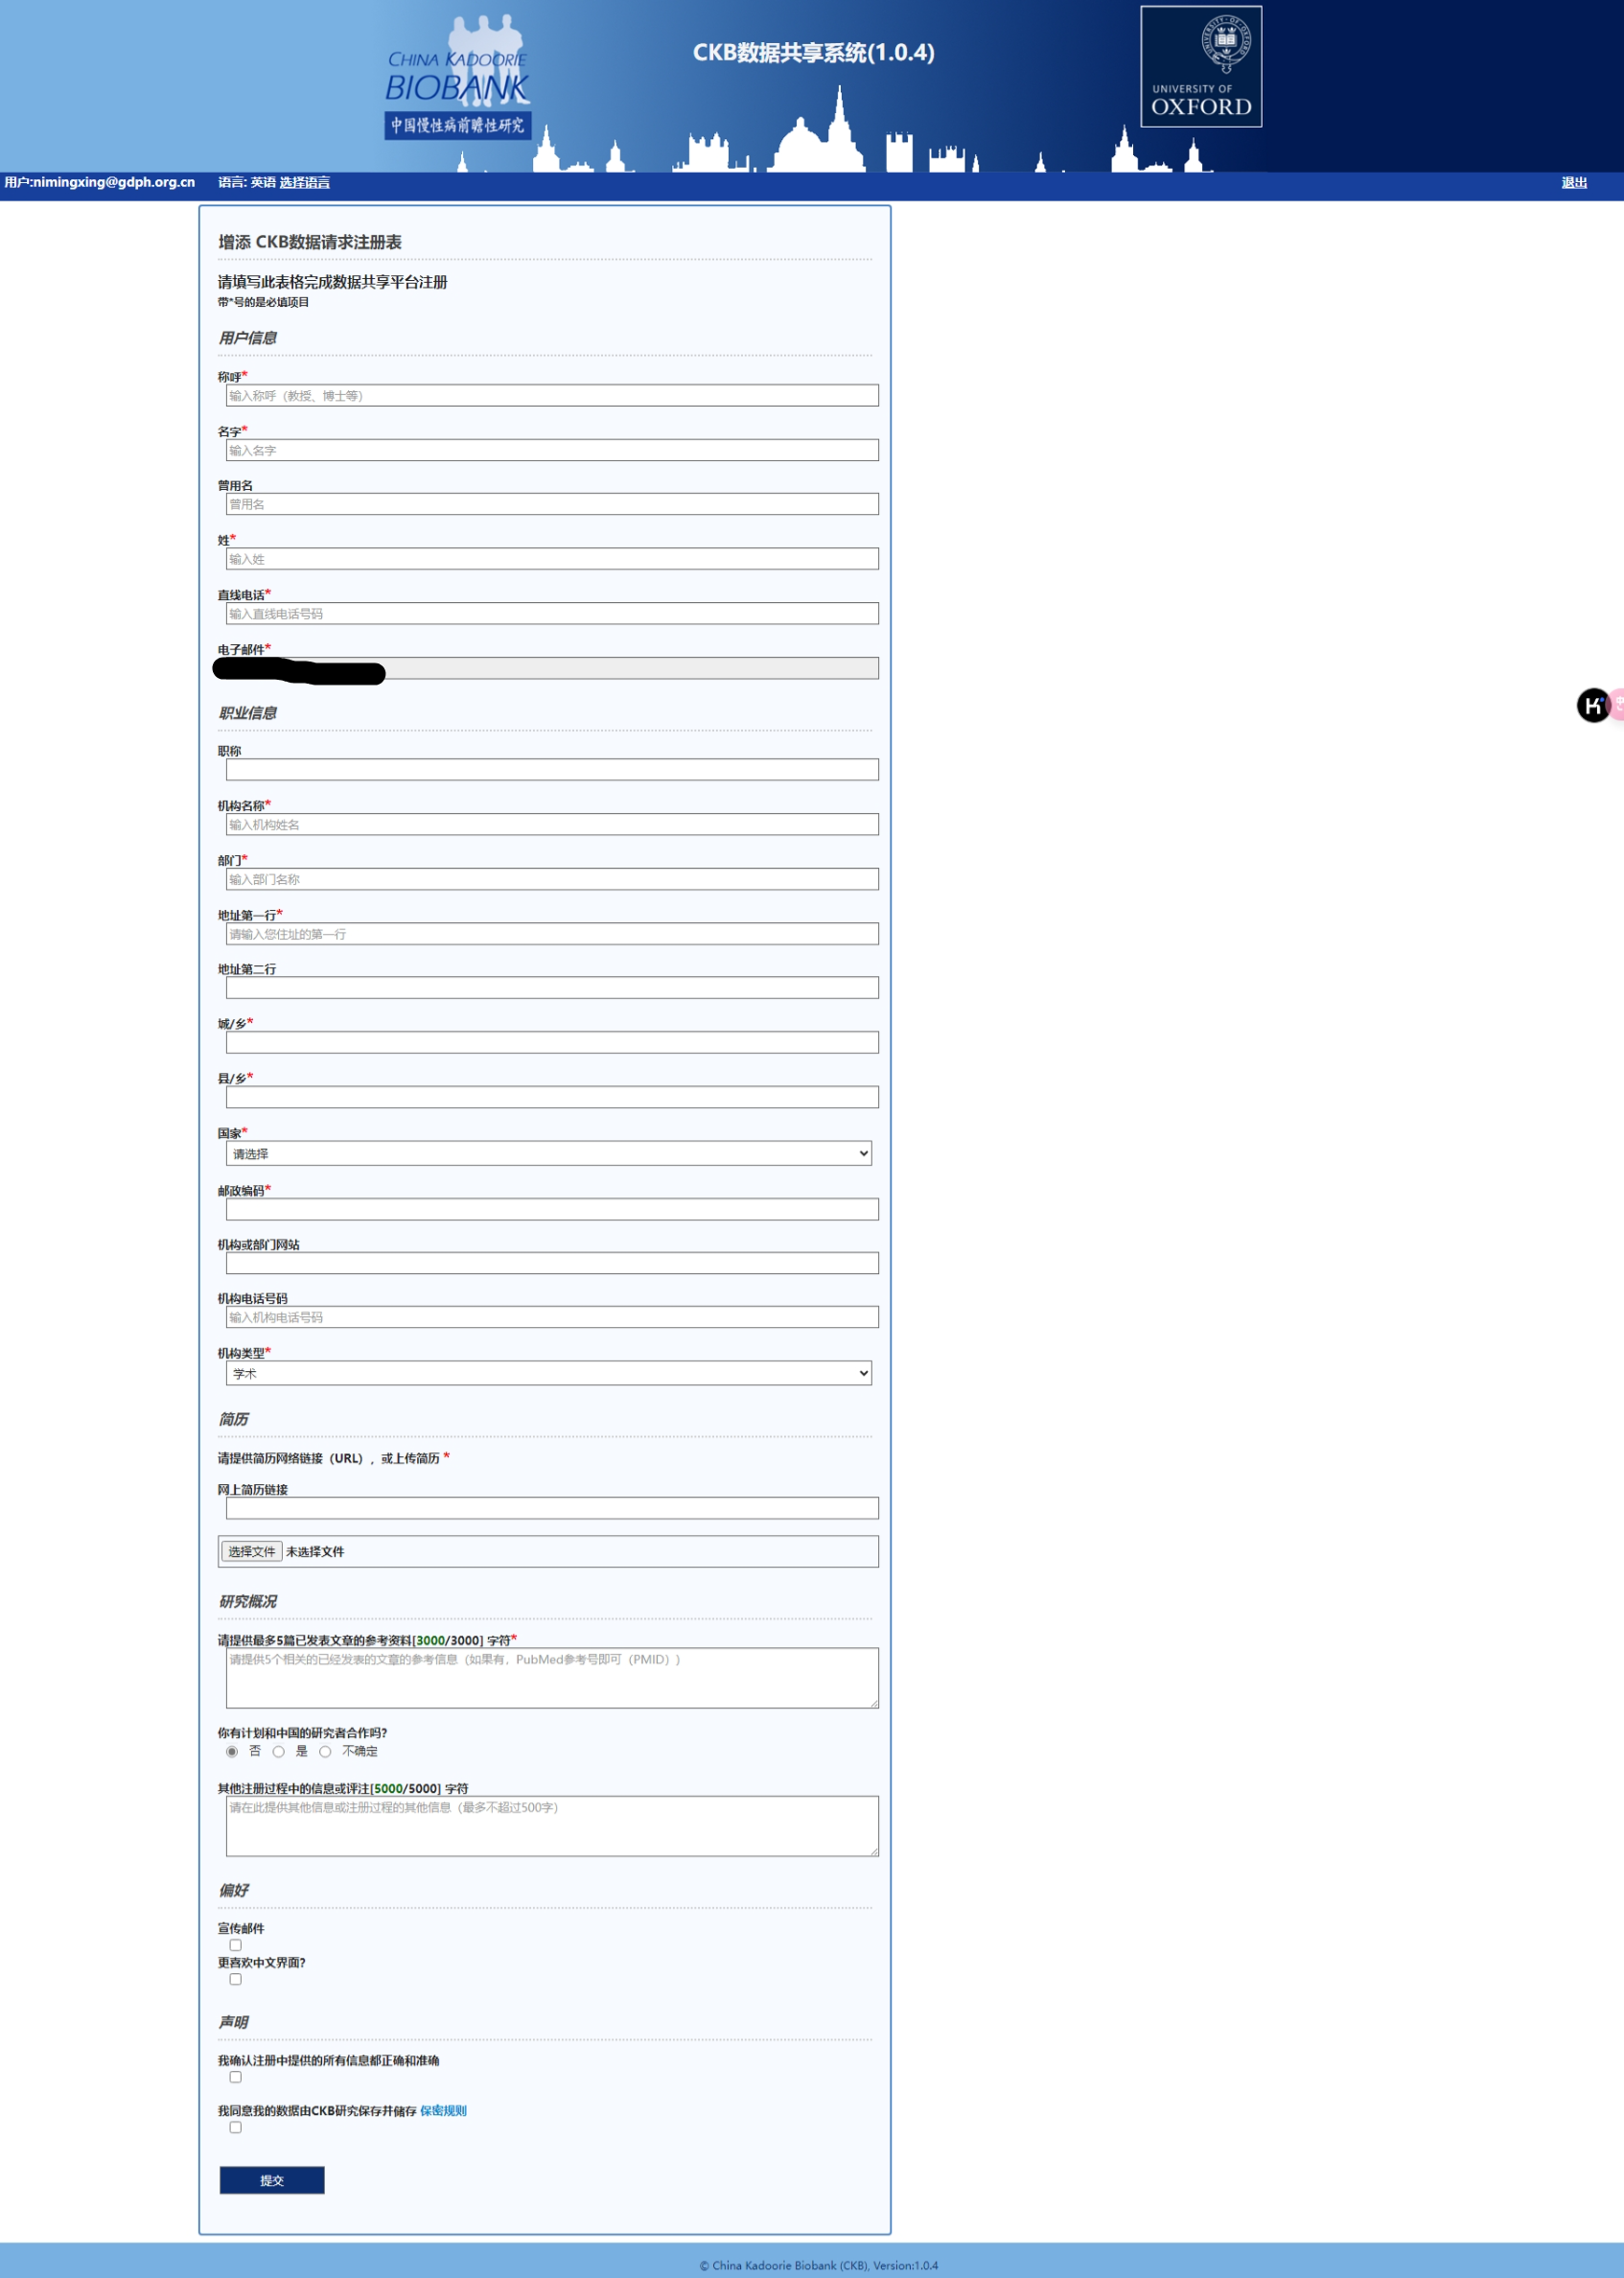 CHINA KADOORIE
BIOBANK
中国慢性病前瞻性研究
CKB数据共享系统(1.0.4)
UNIVERSITY OF
OXFORD
用户:nimingxing@gdph.org.cn 语言: 英语 选择语言 退出
增添 CKB数据请求注册表
请填写此表格完成数据共享平台注册
带*号的是必填项目
用户信息
称呼*
输入称呼（教授、博士等）
名字*
输入名字
曾用名
曾用名
姓*
输入姓
直线电话*
输入直线电话号码
电子邮件*
职业信息
职称
机构名称*
输入机构姓名
部门*
输入部门名称
地址第一行*
请输入您住址的第一行
地址第二行
城/乡*
县/乡*
国家*
请选择
邮政编码*
机构或部门网站
机构电话号码
输入机构电话号码
机构类型*
学术
简历
请提供简历网络链接（URL），或上传简历 *
网上简历链接
选择文件 未选择文件
研究概况
请提供最多5篇已发表文章的参考资料[3000/3000] 字符*
请提供5个相关的已经发表的文章的参考信息（如果有，PubMed参考号即可（PMID））
你有计划和中国的研究者合作吗?
否 是 不确定
其他注册过程中的信息或评注[5000/5000] 字符
请在此提供其他信息或注册过程的其他信息（最多不超过500字）
偏好
宣传邮件
更喜欢中文界面?
声明
我确认注册中提供的所有信息都正确和准确
我同意我的数据由CKB研究保存并储存 保密规则
提交
© China Kadoorie Biobank (CKB), Version:1.0.4